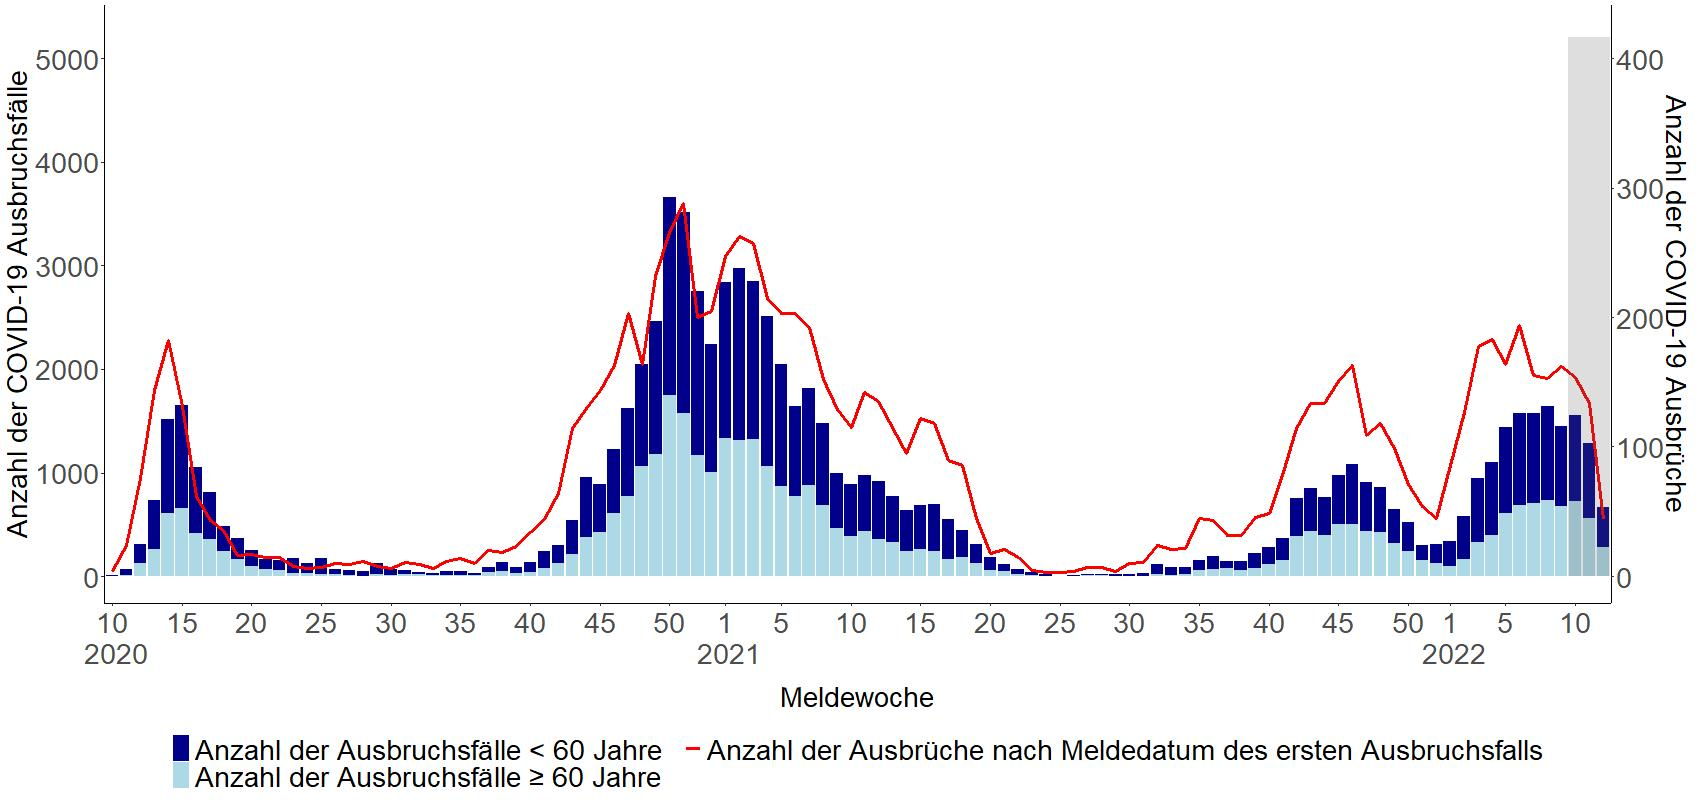 5000
4000
3000
2000
1000
0
400
300
200
100
0
Anzahl der COVID-19 Ausbruchsfälle
Anzahl der COVID-19 Ausbrüche
10 15 20 25 30 35 40 45 50 1 5 10 15 20 25 30 35 40 45 50 1 5 10
2020 2021 2022
Meldewoche
Anzahl der Ausbruchsfälle < 60 Jahre
Anzahl der Ausbrüche nach Meldedatum des ersten Ausbruchsfalls
Anzahl der Ausbruchsfälle ≥ 60 Jahre